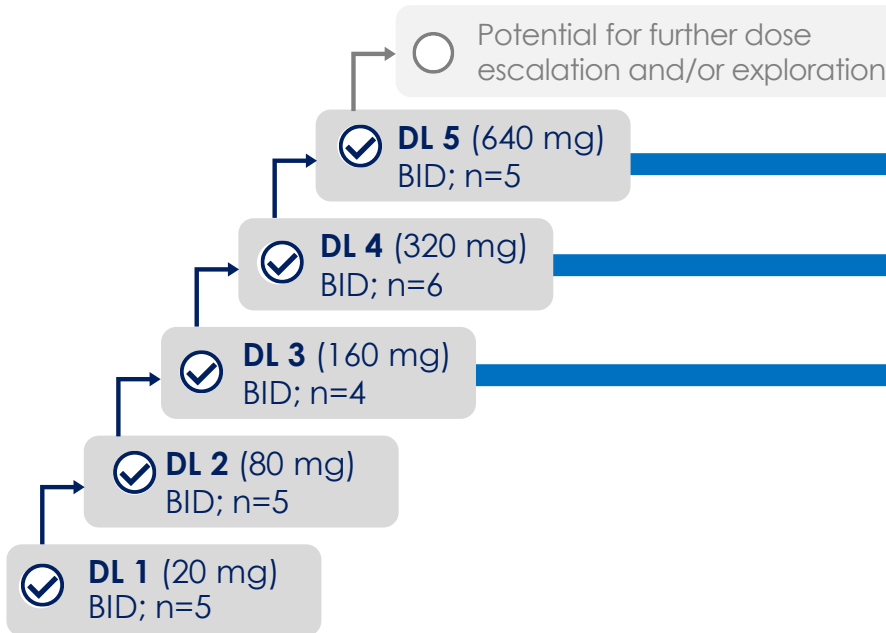 Potential for further dose
escalation and/or exploration
DL 5 (640 mg)
BID; n=5
DL 4 (320 mg)
BID; n=6
DL 3 (160 mg)
BID; n=4
DL 2 (80 mg)
BID; n=5
DL 1 (20 mg)
BID; n=5